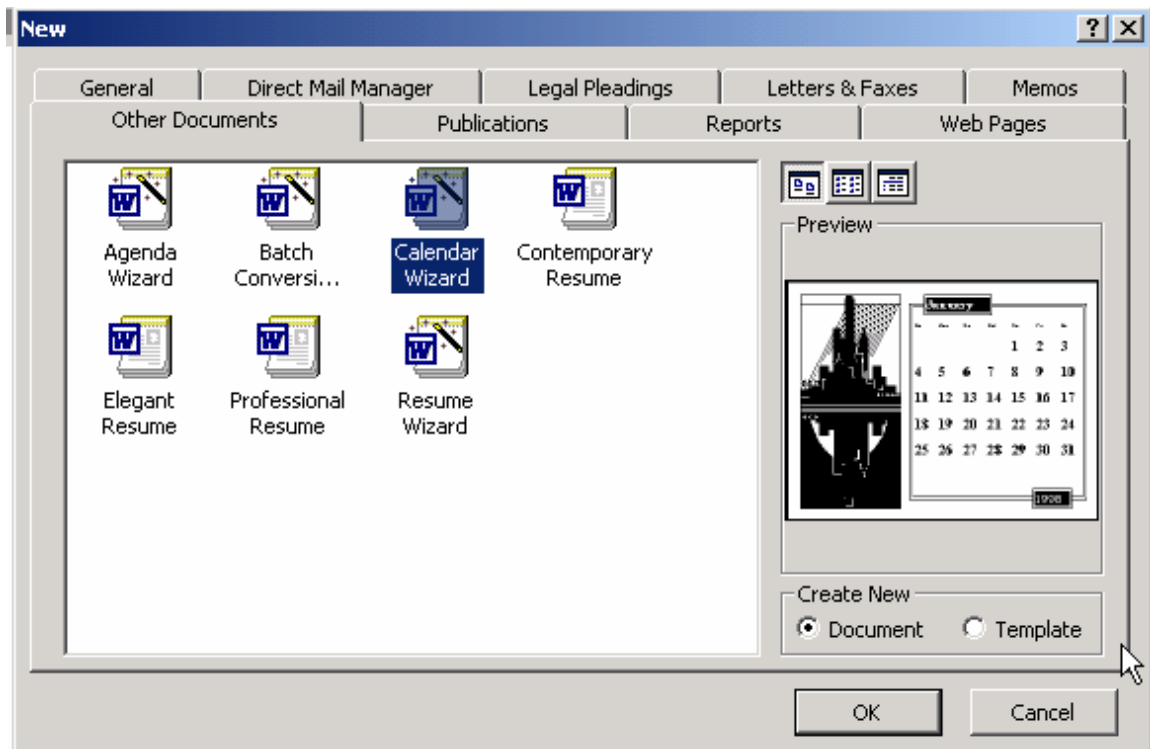 New
General Direct Mail Manager Legal Pleadings Letters & Faxes Memos
Other Documents Publications Reports Web Pages
Agenda Wizard
Batch Conversi...
Calendar Wizard
Contemporary Resume
Elegant Resume
Professional Resume
Resume Wizard
Preview
January
1 2 3
4 5 6 7 8 9 10
11 12 13 14 15 16 17
18 19 20 21 22 23 24
25 26 27 28 29 30 31
1998
Create New
Document Template
OK Cancel